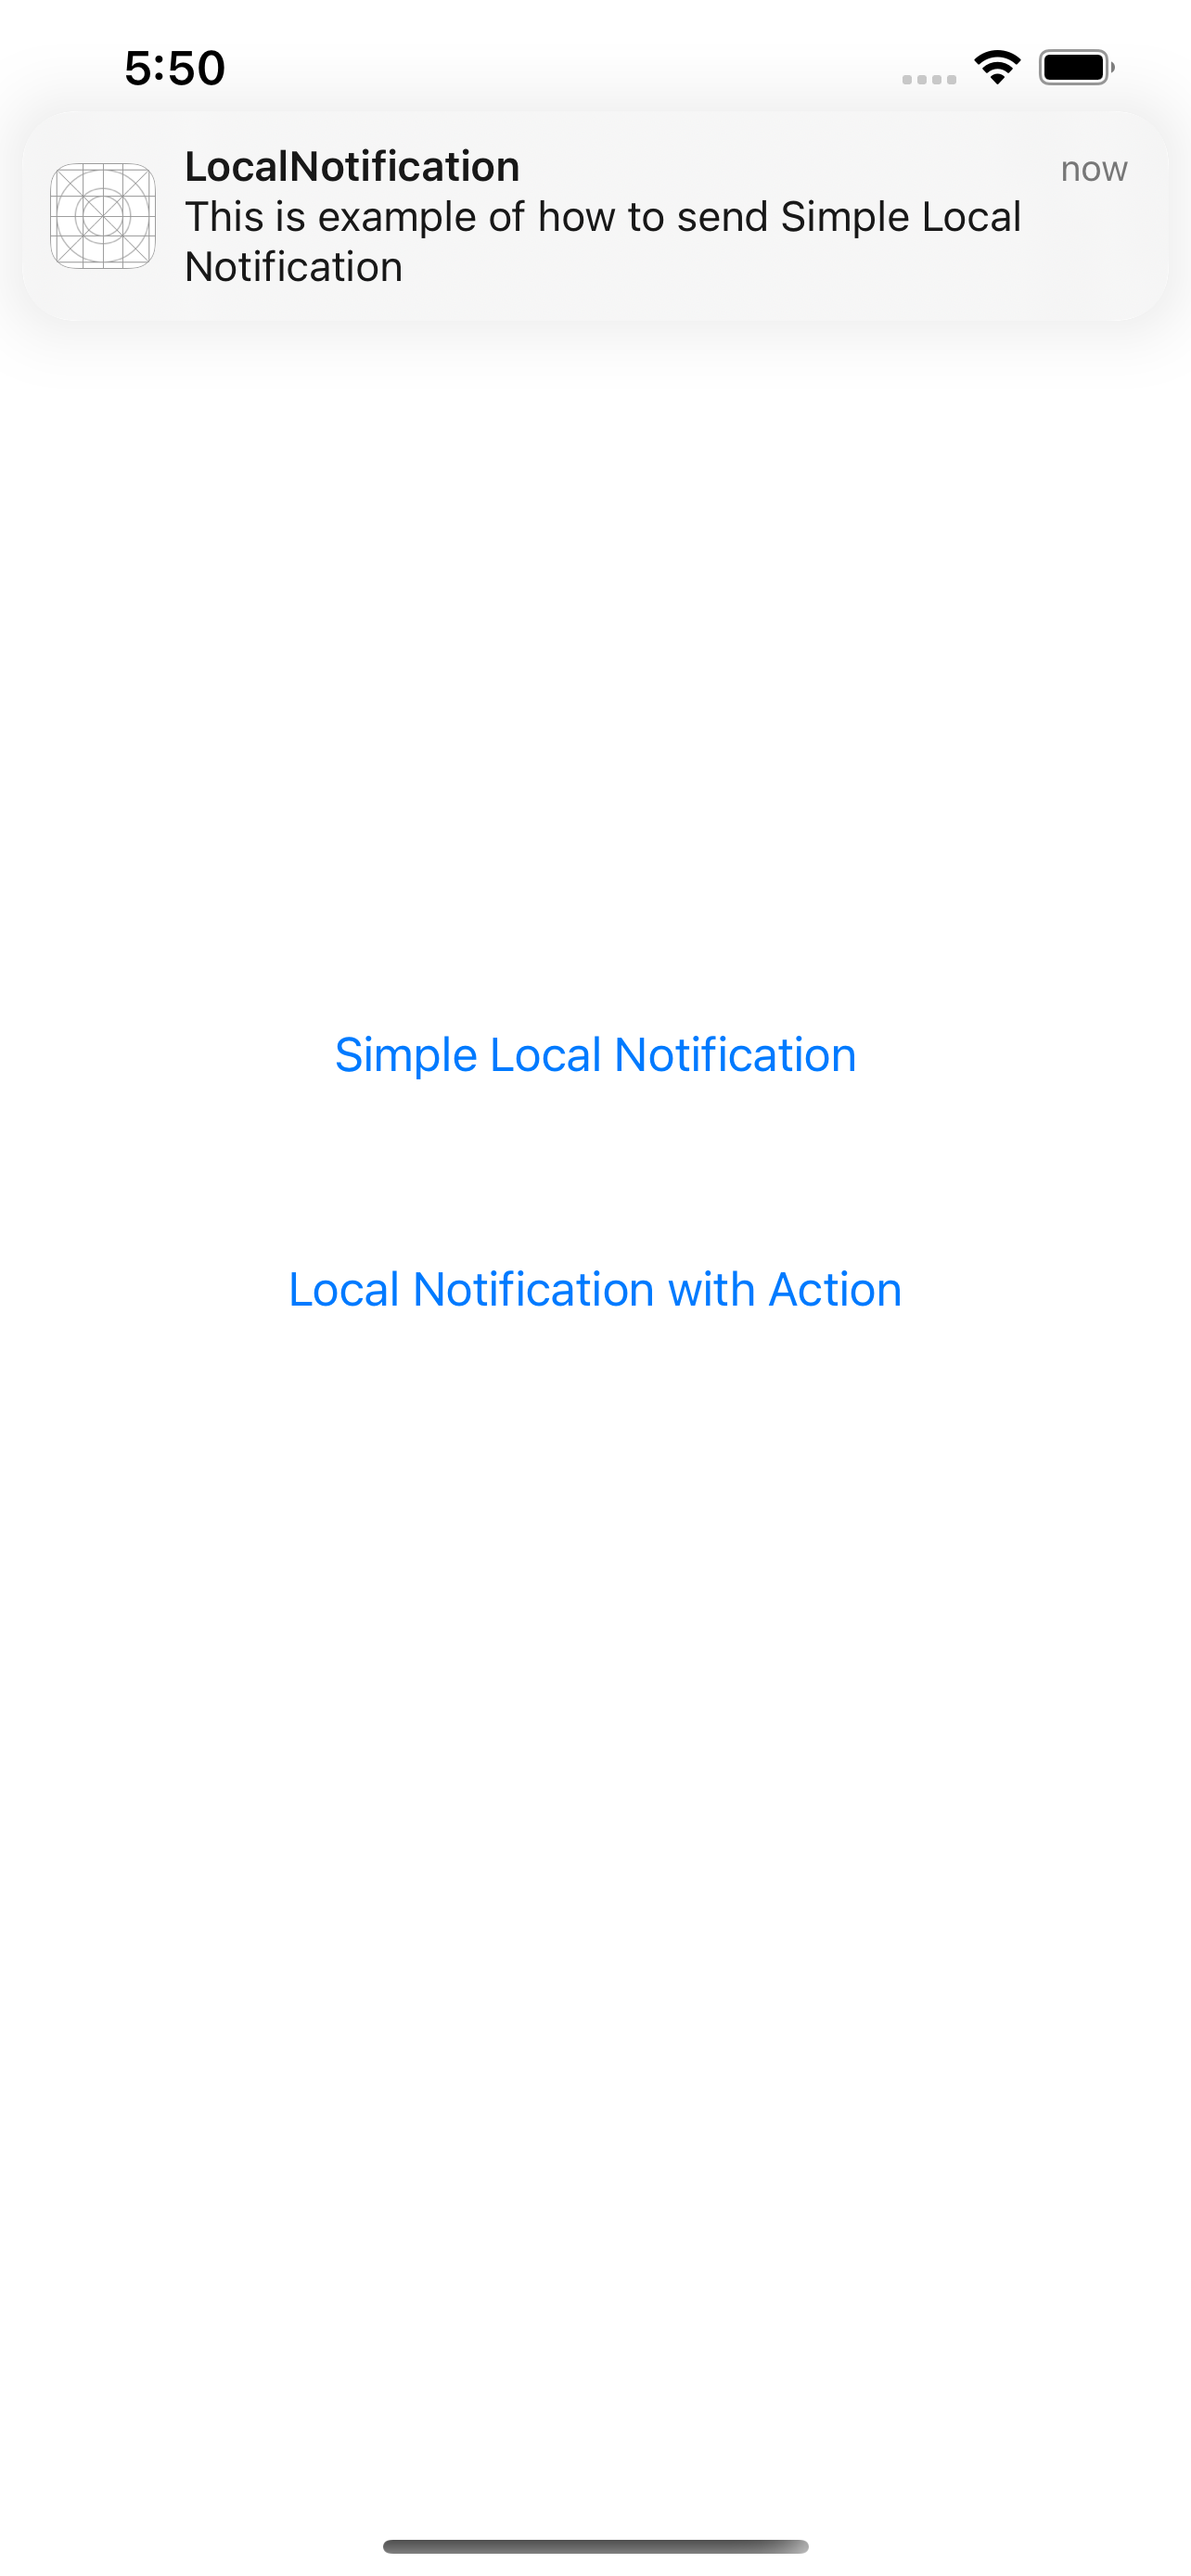 5:50
LocalNotification
now
This is example of how to send Simple Local
Notification
Simple Local Notification
Local Notification with Action